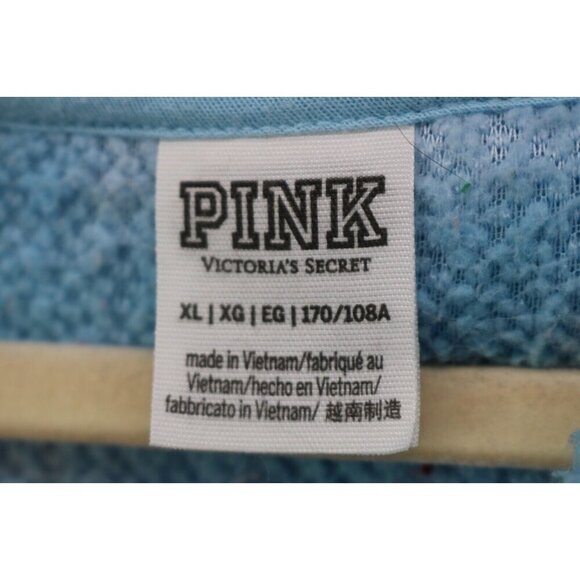 PINK
VICTORIA'S SECRET
XL | XG | EG | 170/108A
made in Vietnam/fabriqué au
Vietnam/hecho en Vietnam/
fabbricato in Vietnam/ 越南制造